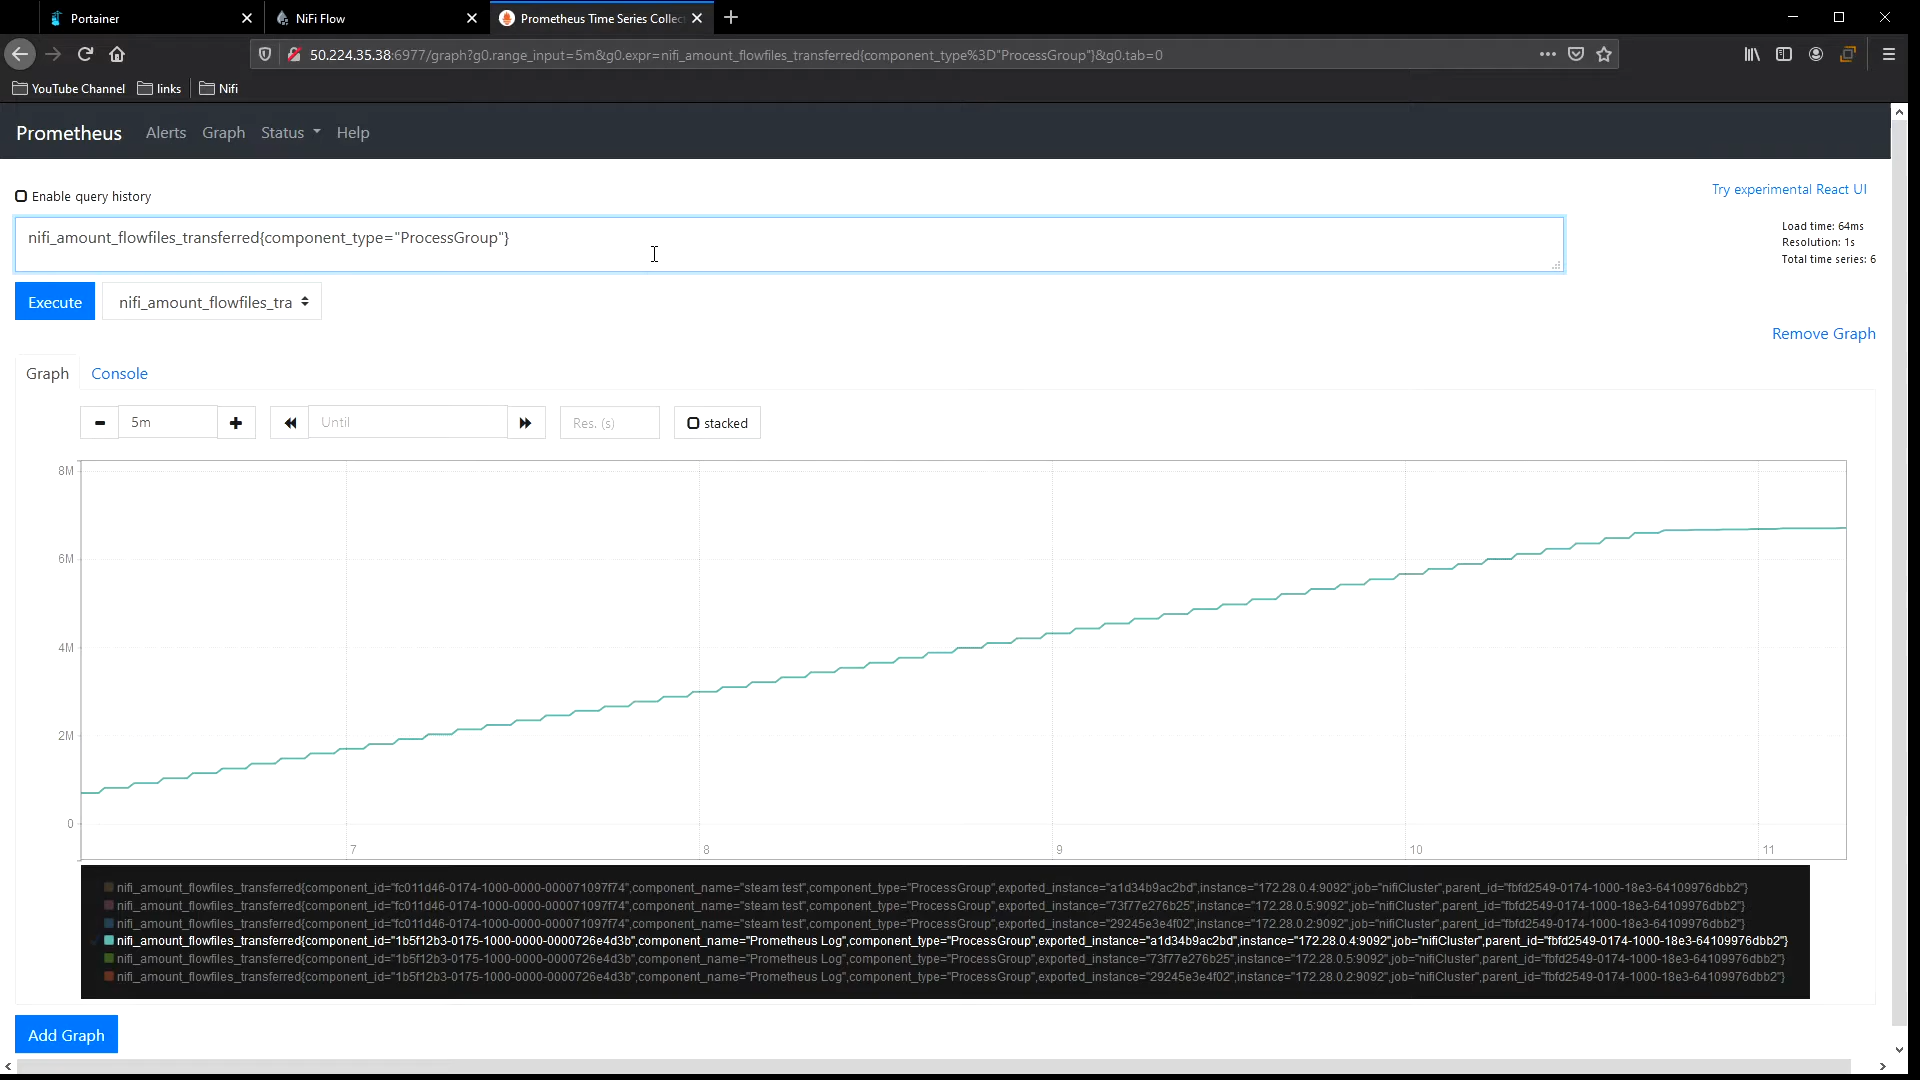 Portainer
NiFi Flow
Prometheus Time Series Collec
50.224.35.38:6977/graph?g0.range_input=5m&g0.expr=nifi_amount_flowfiles_transferred{component_type%3D"ProcessGroup"}&g0.tab=0
YouTube Channel
links
Nifi
Prometheus
Alerts
Graph
Status
Help
Enable query history
Try experimental React UI
nifi_amount_flowfiles_transferred{component_type="ProcessGroup"}
Load time: 64ms
Resolution: 1s
Total time series: 6
Execute
nifi_amount_flowfiles_tra
Remove Graph
Graph
Console
5m
Until
Res. (s)
stacked
8M
6M
4M
2M
0
7
8
9
10
11
nifi_amount_flowfiles_transferred{component_id="fc011d46-0174-1000-0000-000071097f74",component_name="steam test",component_type="ProcessGroup",exported_instance="a1d34b9ac2bd",instance="172.28.0.4:9092",job="nifiCluster",parent_id="fbfd2549-0174-1000-18e3-64109976dbb2"}
nifi_amount_flowfiles_transferred{component_id="fc011d46-0174-1000-0000-000071097f74",component_name="steam test",component_type="ProcessGroup",exported_instance="73f77e276b25",instance="172.28.0.5:9092",job="nifiCluster",parent_id="fbfd2549-0174-1000-18e3-64109976dbb2"}
nifi_amount_flowfiles_transferred{component_id="fc011d46-0174-1000-0000-000071097f74",component_name="steam test",component_type="ProcessGroup",exported_instance="29245e3e4f02",instance="172.28.0.2:9092",job="nifiCluster",parent_id="fbfd2549-0174-1000-18e3-64109976dbb2"}
nifi_amount_flowfiles_transferred{component_id="1b5f12b3-0175-1000-0000-0000726e4d3b",component_name="Prometheus Log",component_type="ProcessGroup",exported_instance="a1d34b9ac2bd",instance="172.28.0.4:9092",job="nifiCluster",parent_id="fbfd2549-0174-1000-18e3-64109976dbb2"}
nifi_amount_flowfiles_transferred{component_id="1b5f12b3-0175-1000-0000-0000726e4d3b",component_name="Prometheus Log",component_type="ProcessGroup",exported_instance="73f77e276b25",instance="172.28.0.5:9092",job="nifiCluster",parent_id="fbfd2549-0174-1000-18e3-64109976dbb2"}
nifi_amount_flowfiles_transferred{component_id="1b5f12b3-0175-1000-0000-0000726e4d3b",component_name="Prometheus Log",component_type="ProcessGroup",exported_instance="29245e3e4f02",instance="172.28.0.2:9092",job="nifiCluster",parent_id="fbfd2549-0174-1000-18e3-64109976dbb2"}
Add Graph